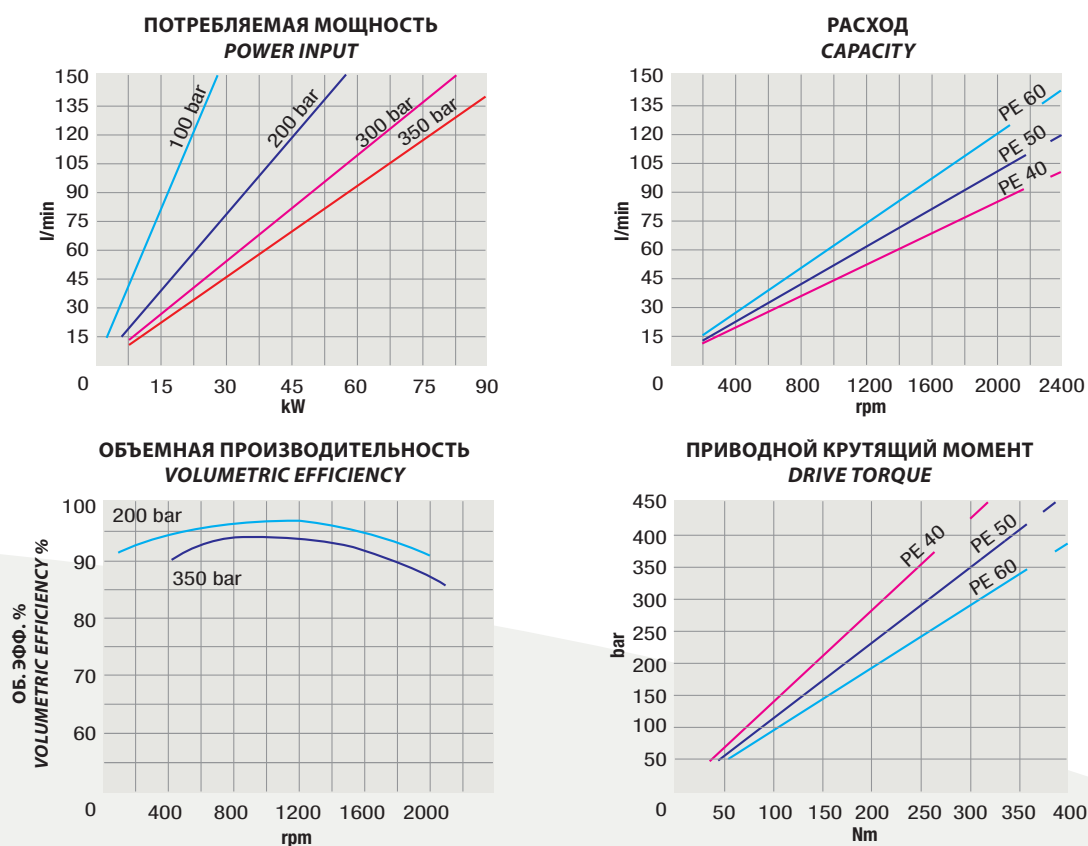 ПОТРЕБЛЯЕМАЯ МОЩНОСТЬ
POWER INPUT
150
135
120
105
90
75
60
45
30
15
0
l/min
100 bar
200 bar
300 bar
350 bar
15 30 45 60 75 90
kW
РАСХОД
CAPACITY
150
135
120
105
90
75
60
45
30
15
0
l/min
PE 60
PE 50
PE 40
400 800 1200 1600 2000 2400
rpm
ОБЪЕМНАЯ ПРОИЗВОДИТЕЛЬНОСТЬ
VOLUMETRIC EFFICIENCY
ОБ. ЭФФ. %
VOLUMETRIC EFFICIENCY %
100
90
80
70
60
0
200 bar
350 bar
400 800 1200 1600 2000
rpm
ПРИВОДНОЙ КРУТЯЩИЙ МОМЕНТ
DRIVE TORQUE
450
400
350
300
250
200
150
100
50
0
bar
PE 40
PE 50
PE 60
50 100 150 200 250 300 350 400
Nm